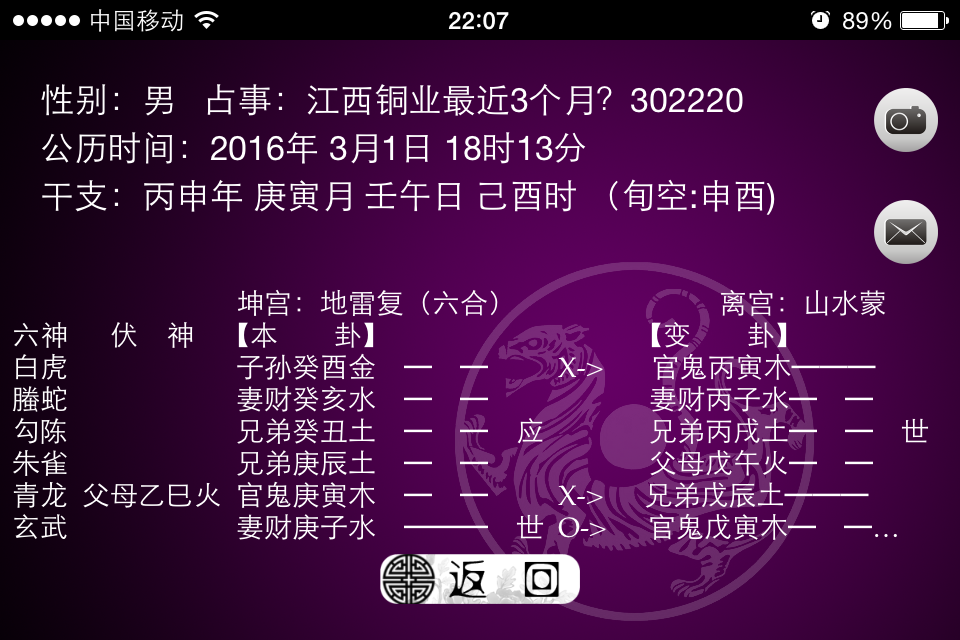 中国移动 22:07 89%
性别：男 占事：江西铜业最近3个月？302220
公历时间：2016年 3月1日 18时13分
干支：丙申年 庚寅月 壬午日 己酉时 （旬空:申酉)
坤宫：地雷复（六合） 离宫：山水蒙
六神 伏 神 【本 卦】 【变 卦】
白虎 子孙癸酉金 X-> 官鬼丙寅木
螣蛇 妻财癸亥水 妻财丙子水
勾陈 兄弟癸丑土 应 兄弟丙戌土 世
朱雀 兄弟庚辰土 父母戊午火
青龙 父母乙巳火 官鬼庚寅木 X-> 兄弟戊辰土
玄武 妻财庚子水 世 O-> 官鬼戊寅木 …
返 回